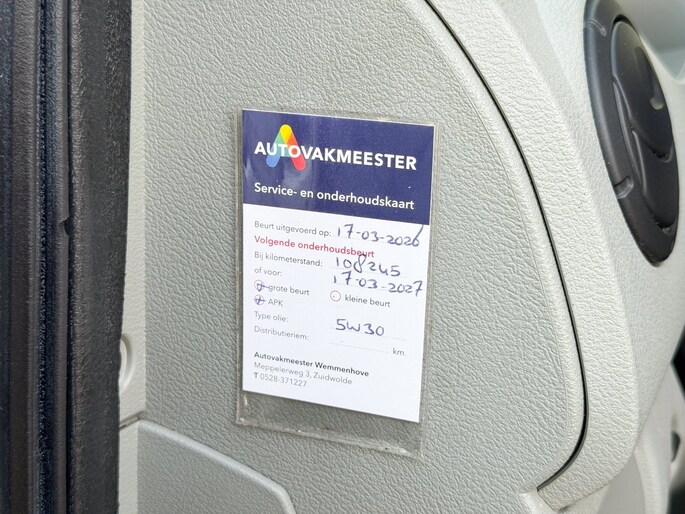 AUTOVAKMEESTER
Service- en onderhoudskaart
Beurt uitgevoerd op: 17-03-2026
Volgende onderhoudsbeurt
Bij kilometerstand: 108245
of voor: 17-03-2027
grote beurt kleine beurt
APK
Type olie: 5W30
Distributieriem: km.
Autovakmeester Wemmenhove
Meppelerweg 3, Zuidwolde
T 0528-371227